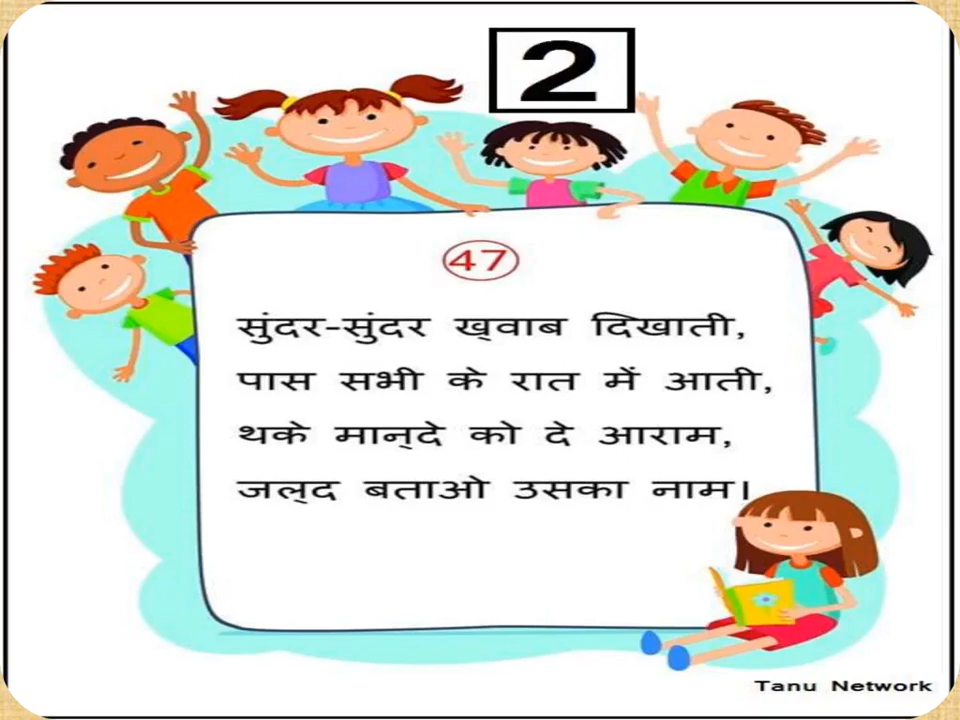 2
47
सुंदर-सुंदर ख्‌वाब दिखाती,
पास सभी के रात में आती,
थके मान्‌दे को दे आराम,
जल्‌द बताओ उसका नाम।
Tanu Network